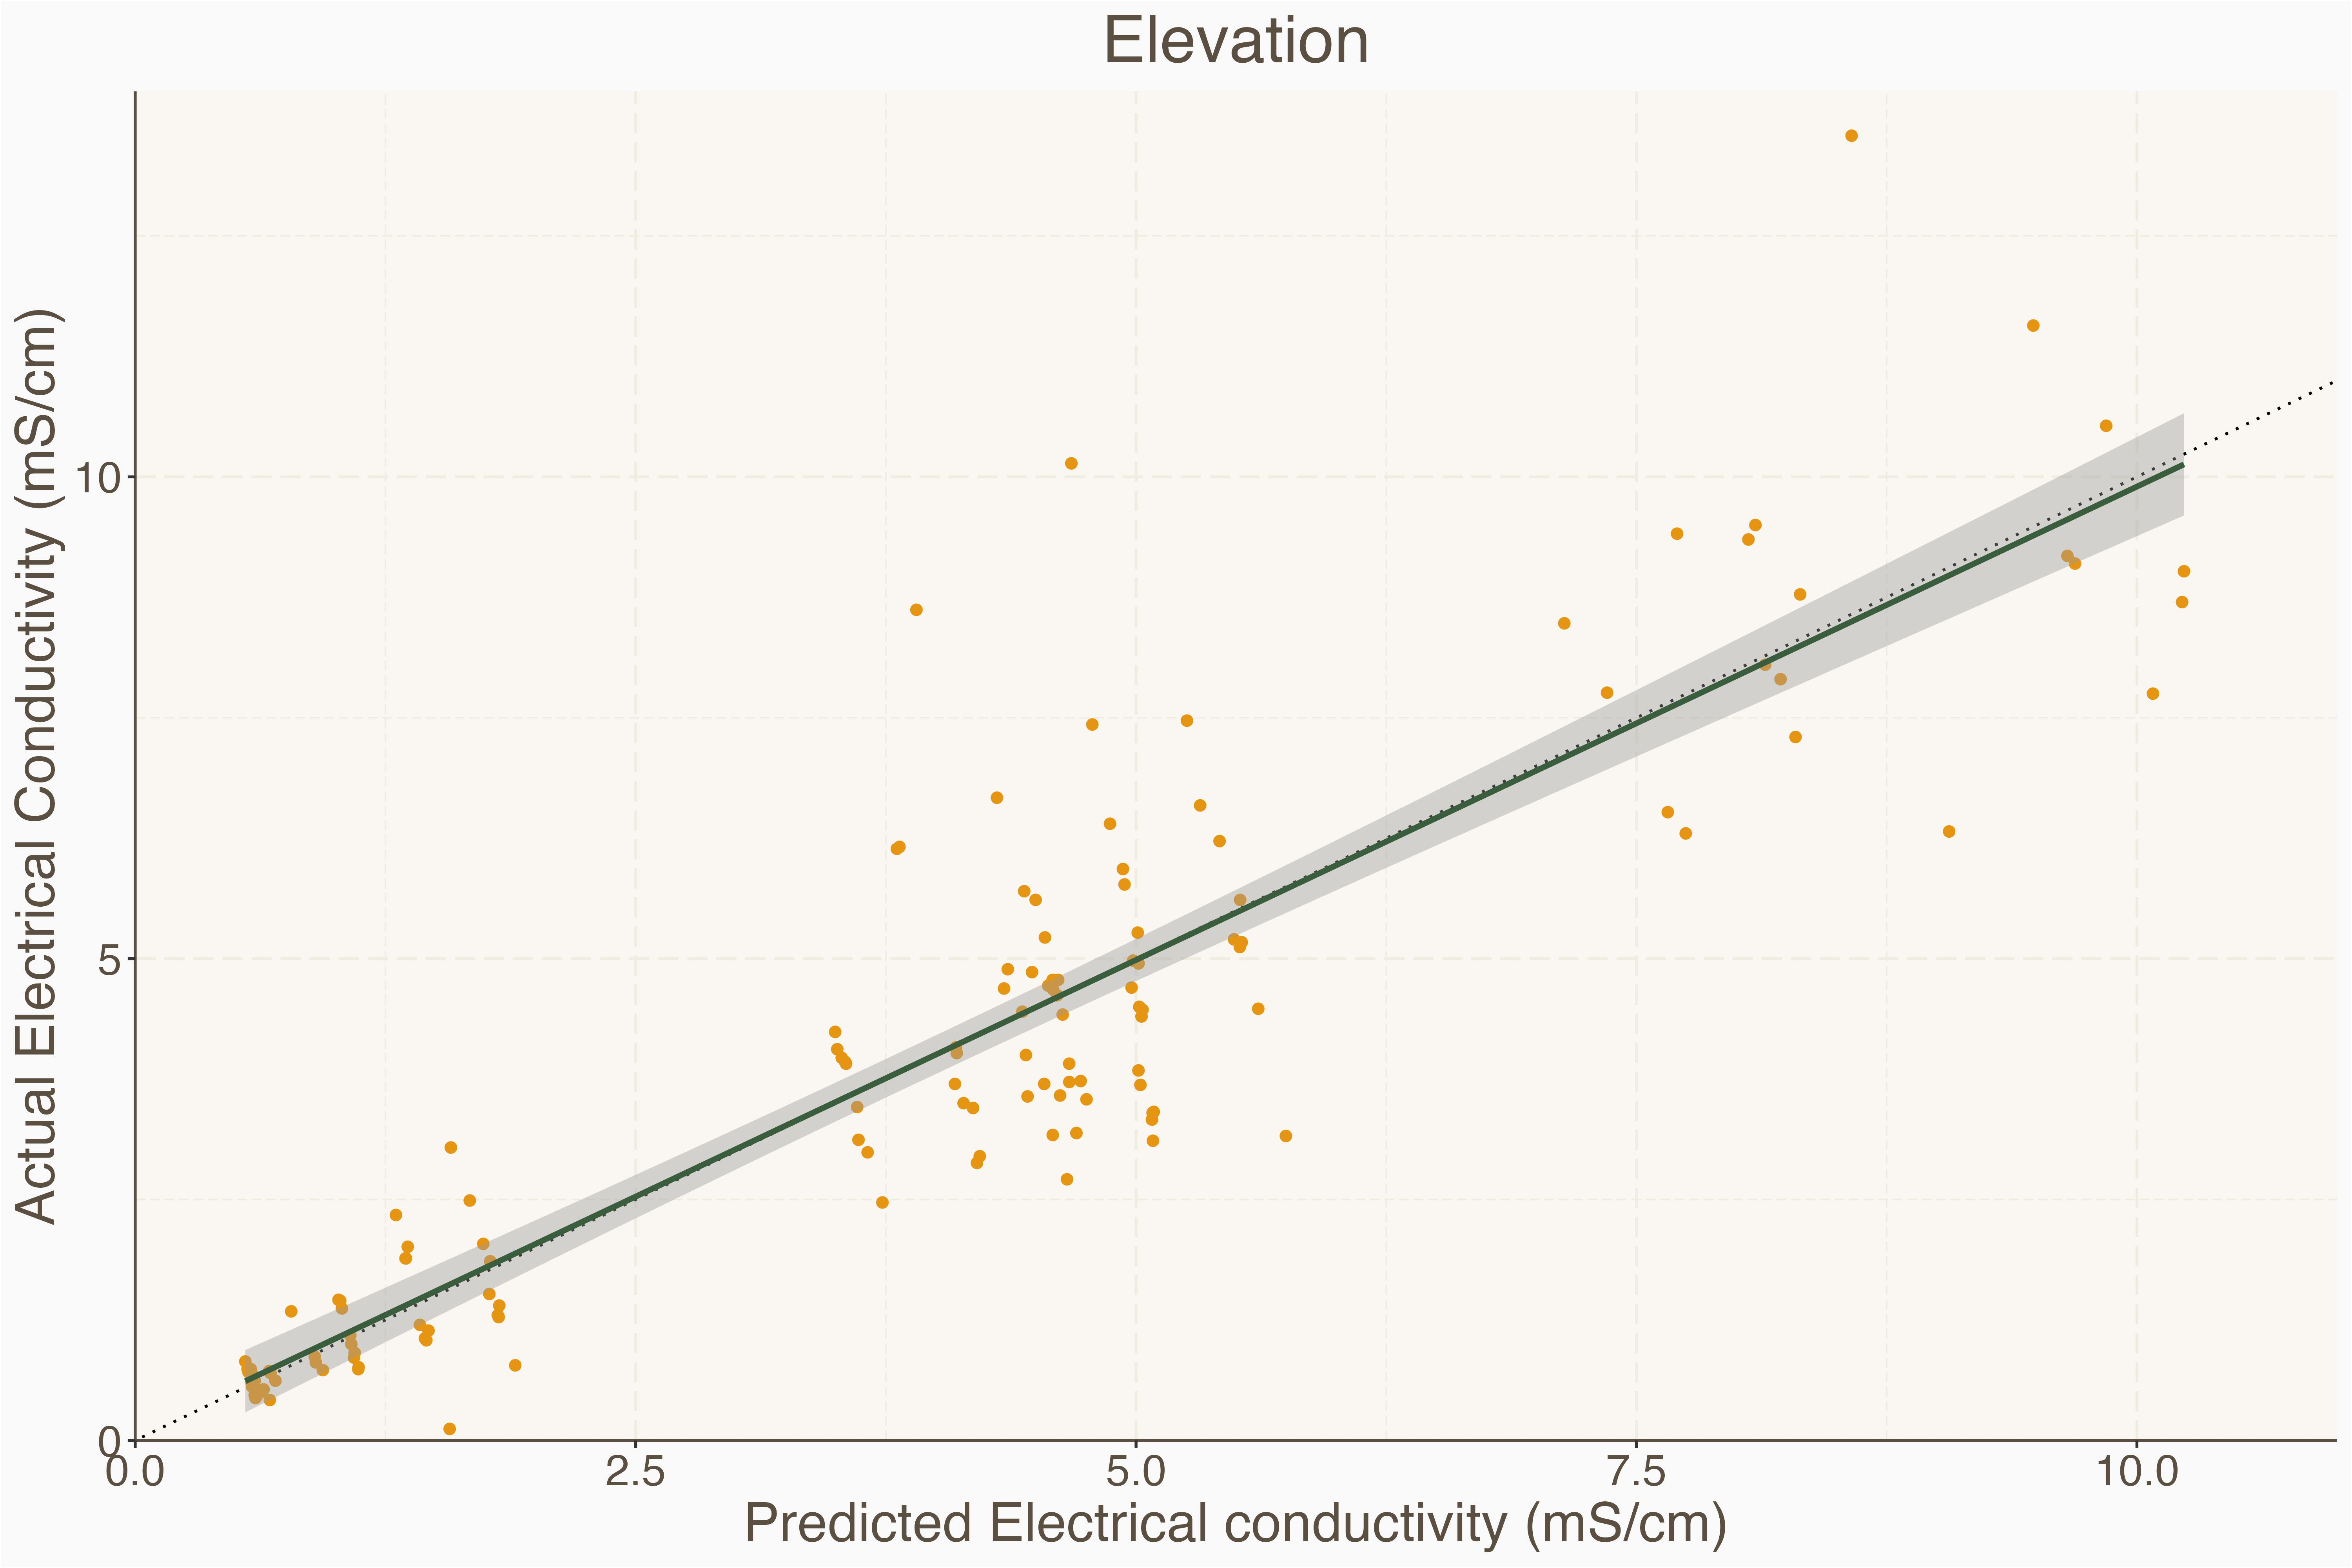 Elevation
Actual Electrical Conductivity (mS/cm)
10
5
0
0.0 2.5 5.0 7.5 10.0
Predicted Electrical conductivity (mS/cm)